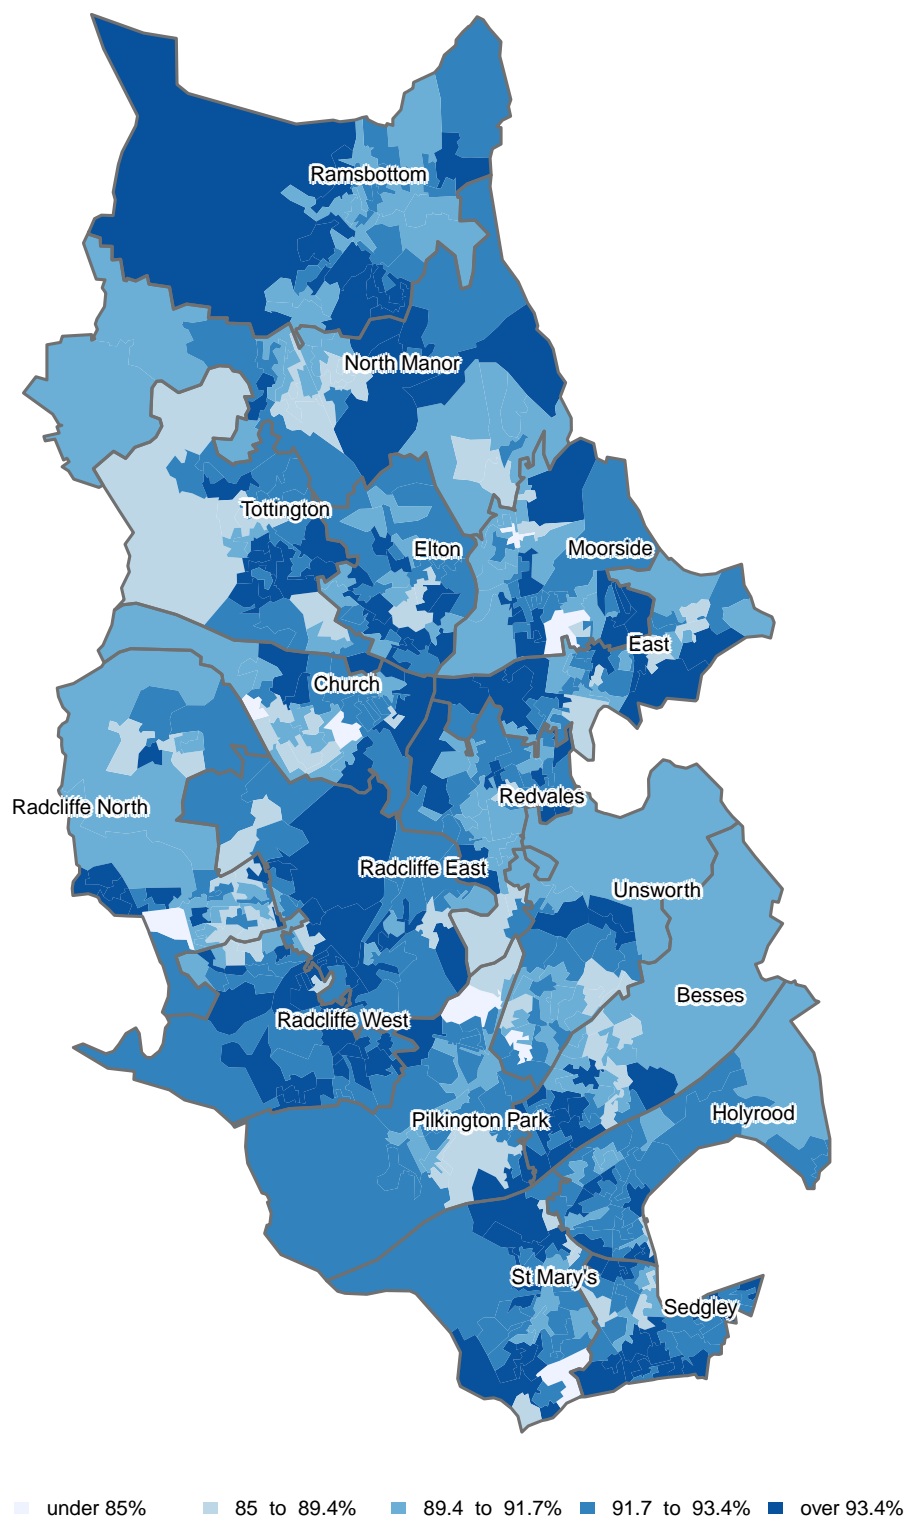 Ramsbottom
North Manor
Tottington
Elton
Moorside
East
Church
Redvales
Radcliffe North
Radcliffe East
Unsworth
Besses
Radcliffe West
Holyrood
Pilkington Park
St Mary's
Sedgley
under 85%
85 to 89.4%
89.4 to 91.7%
91.7 to 93.4%
over 93.4%